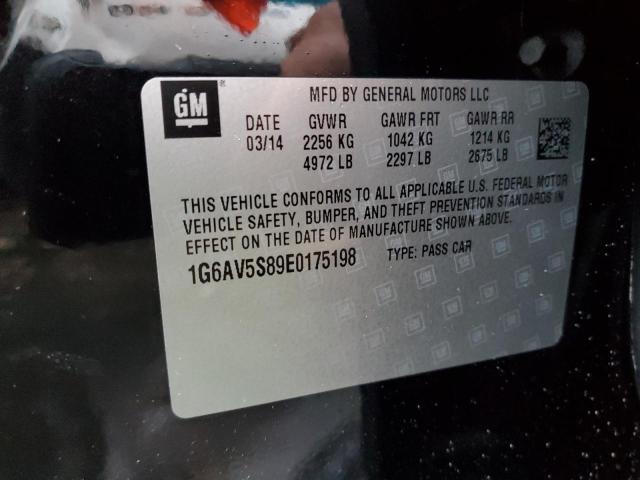 GM
MFD BY GENERAL MOTORS LLC
DATE GVWR GAWR FRT GAWR RR
03/14 2256 KG 1042 KG 1214 KG
4972 LB 2297 LB 2675 LB
THIS VEHICLE CONFORMS TO ALL APPLICABLE U.S. FEDERAL MOTOR
VEHICLE SAFETY, BUMPER, AND THEFT PREVENTION STANDARDS IN
EFFECT ON THE DATE OF MANUFACTURE SHOWN ABOVE.
1G6AV5S89E0175198 TYPE: PASS CAR